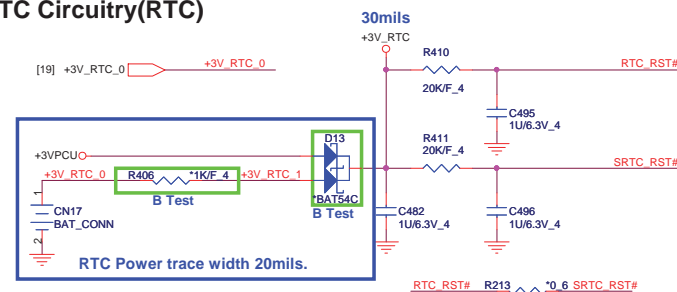 TC Circuitry(RTC)
30mils
+3V_RTC
[19] +3V_RTC_0
+3V_RTC_0
R410
20K/F_4
RTC_RST#
C495
1U/6.3V_4
D13
+3VPCU
+3V_RTC_0
R406
*1K/F_4
+3V_RTC_1
B Test
*BAT54C
B Test
R411
20K/F_4
SRTC_RST#
1
CN17
BAT_CONN
2
C482
1U/6.3V_4
C496
1U/6.3V_4
RTC Power trace width 20mils.
RTC_RST# R213 *0_6 SRTC_RST#